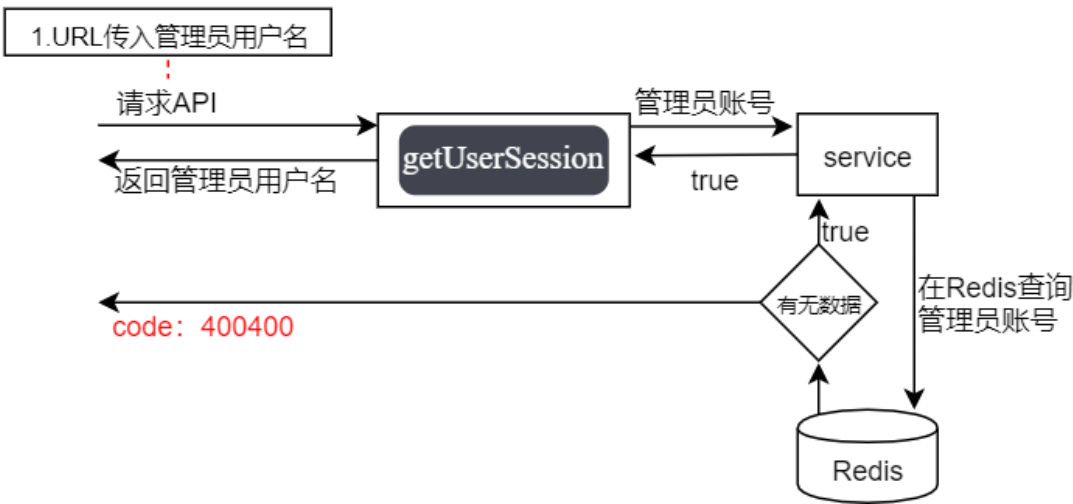 1.URL传入管理员用户名
请求API
管理员账号
getUserSession
service
返回管理员用户名
true
true
在Redis查询
管理员账号
有无数据
code：400400
Redis